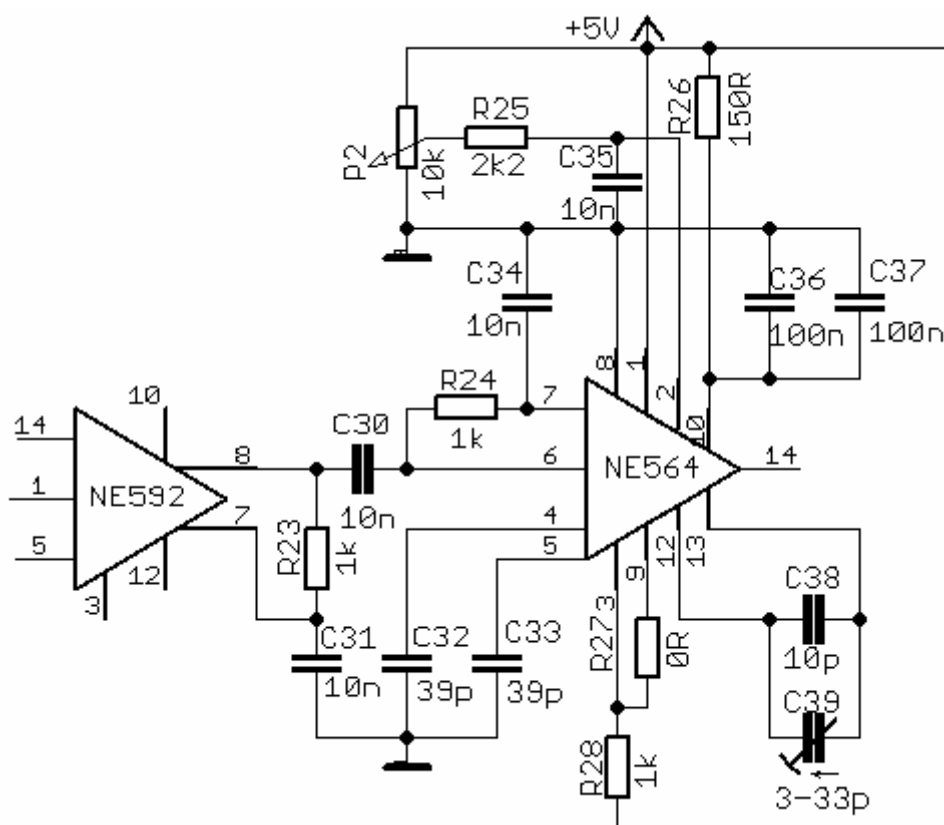 +5V
R26
150R
P2
10k
R25
2k2
C35
10n
C34
10n
C36
100n
C37
100n
8
1
2
10
R24
1k
7
10
14
8
C30
10n
6
NE564
14
1
NE592
7
R23
1k
4
5
5
12
3
3
9
12
13
C31
10n
C32
39p
C33
39p
R27
0R
C38
10p
C39
3-33p
R28
1k